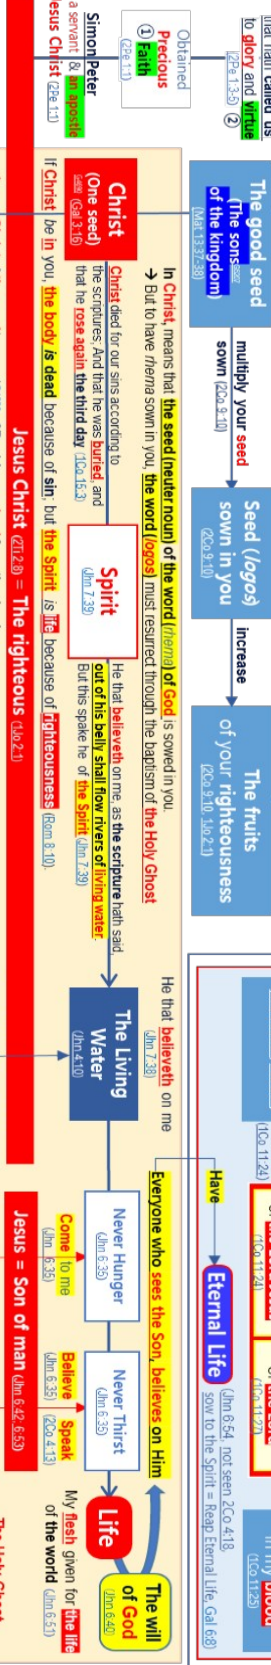 that hath called us
to glory and virtue
(2Pe 1:3-5) ②
Obtained
Precious
① Faith
(2Pe 1:1)
Simon Peter
a servant & an apostle
Jesus Christ (2Pe 1:1)
The good seed
(The sons
of the kingdom)
(Mat 13:37-38)
multiply your seed
sown (2Co 9:10)
Seed (logos)
sown in you
(2Co 9:10)
increase
The fruits
of your righteousness
(2Co 9:10, 1Jo 2:1)
In Christ, means that the seed (neuter noun) of the word (rhema) of God is sowed in you.
→ But to have rhema sown in you, the word (logos) must resurrect through the baptism of the Holy Ghost
Christ
(One seed)
(Gal 3:16)
Christ died for our sins according to
the scriptures; And that he was buried, and
that he rose again the third day (1Co 15:3)
Spirit
(Jhn 7:39)
He that believeth on me, as the scripture hath said,
out of his belly shall flow rivers of living water.
But this spake he of the Spirit (Jhn 7:39)
If Christ be in you, the body is dead because of sin; but the Spirit is life because of righteousness (Rom 8:10).
Jesus Christ (2Ti 2:8) = The righteous (1Jo 2:1)
He that believeth on me
(Jhn 7:38)
The Living
Water
(Jhn 4:10)
(1Co 11:24)
(1Co 11:24)
(1Co 11:27)
in my blood
(1Co 11:25)
Have
Eternal Life
(Jhn 6:54, not seen 2Co 4:18,
sow to the Spirit = Reap Eternal Life, Gal 6:8)
Everyone who sees the Son, believes on Him
Never Hunger
(Jhn 6:35)
Never Thirst
(Jhn 6:35)
Life
The will
of God
(Jhn 6:40)
Come to me
(Jhn 6:35)
Believe
(Jhn 6:35)
Speak
(2Co 4:13)
My flesh given for the life
of the world (Jhn 6:51)
Jesus = Son of man (Jhn 6:42, 6:53)